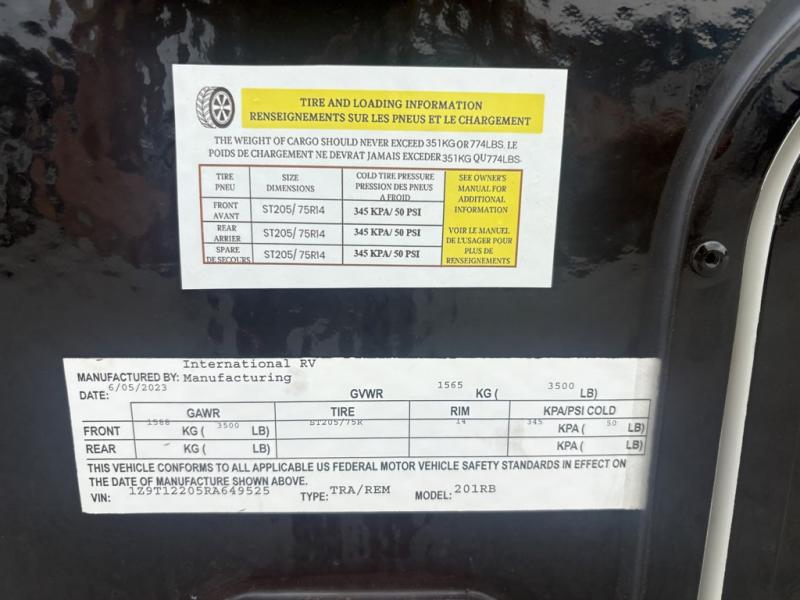 TIRE AND LOADING INFORMATION
RENSEIGNEMENTS SUR LES PNEUS ET LE CHARGEMENT
THE WEIGHT OF CARGO SHOULD NEVER EXCEED 351KG OR 774LBS. LE
POIDS DE CHARGEMENT NE DEVRAT JAMAIS EXCEDER 351KG QU 774LBS.
TIRE PNEU SIZE DIMENSIONS COLD TIRE PRESSURE PRESSION DES PNEUS A FROID
FRONT AVANT ST205/ 75R14 345 KPA/ 50 PSI
REAR ARRIER ST205/ 75R14 345 KPA/ 50 PSI
SPARE DE SECOURS ST205/ 75R14 345 KPA/ 50 PSI
SEE OWNER'S
MANUAL FOR
ADDITIONAL
INFORMATION
VOIR LE MANUEL
DE L'USAGER POUR
PLUS DE
RENSEIGNEMENTS
MANUFACTURED BY: International RV Manufacturing
DATE: 6/05/2023 GVWR 1565 KG ( 3500 LB)
GAWR TIRE RIM KPA/PSI COLD
FRONT 1588 KG ( 3500 LB) ST205/75R 14 345 KPA ( 50 LB)
REAR KG ( LB) KPA ( LB)
THIS VEHICLE CONFORMS TO ALL APPLICABLE US FEDERAL MOTOR VEHICLE SAFETY STANDARDS IN EFFECT ON
THE DATE OF MANUFACTURE SHOWN ABOVE.
VIN: 1Z9T12205RA649525 TYPE: TRA/REM MODEL: 201RB